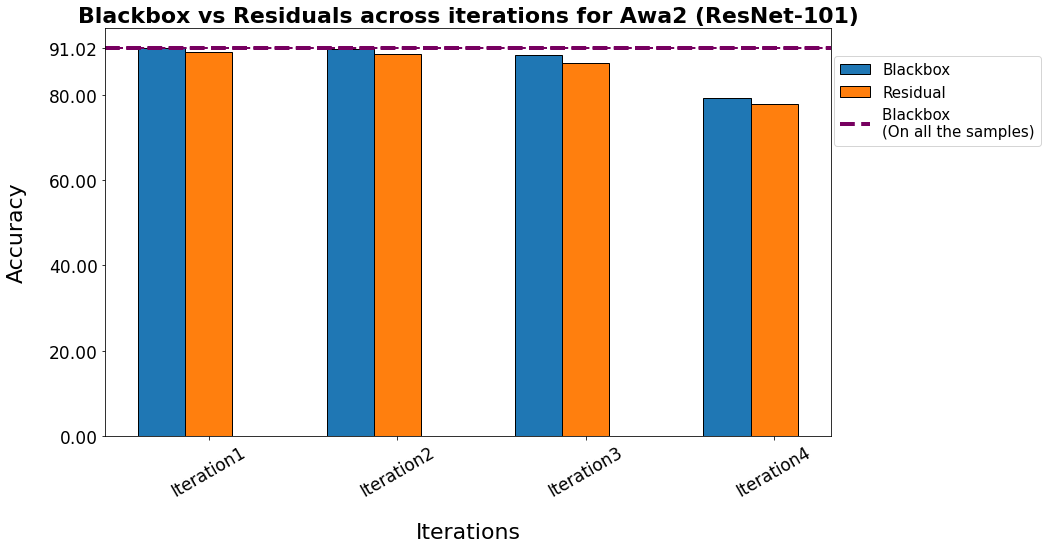 Blackbox vs Residuals across iterations for Awa2 (ResNet-101)
91.02
80.00
60.00
40.00
20.00
0.00
Accuracy
Iteration1
Iteration2
Iteration3
Iteration4
Iterations
Blackbox
Residual
Blackbox
(On all the samples)